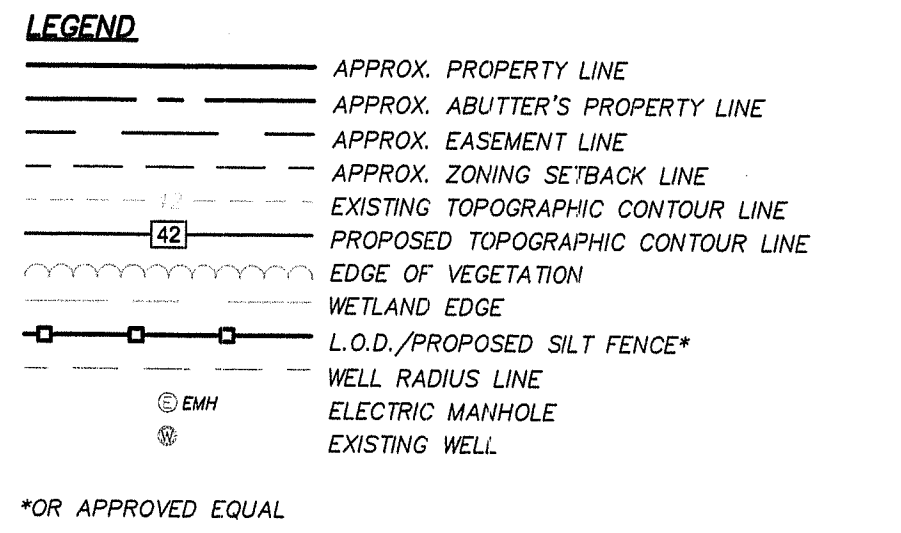 LEGEND
APPROX. PROPERTY LINE
APPROX. ABUTTER'S PROPERTY LINE
APPROX. EASEMENT LINE
APPROX. ZONING SETBACK LINE
42 EXISTING TOPOGRAPHIC CONTOUR LINE
42 PROPOSED TOPOGRAPHIC CONTOUR LINE
EDGE OF VEGETATION
WETLAND EDGE
L.O.D./PROPOSED SILT FENCE*
WELL RADIUS LINE
E EMH ELECTRIC MANHOLE
W EXISTING WELL
*OR APPROVED EQUAL